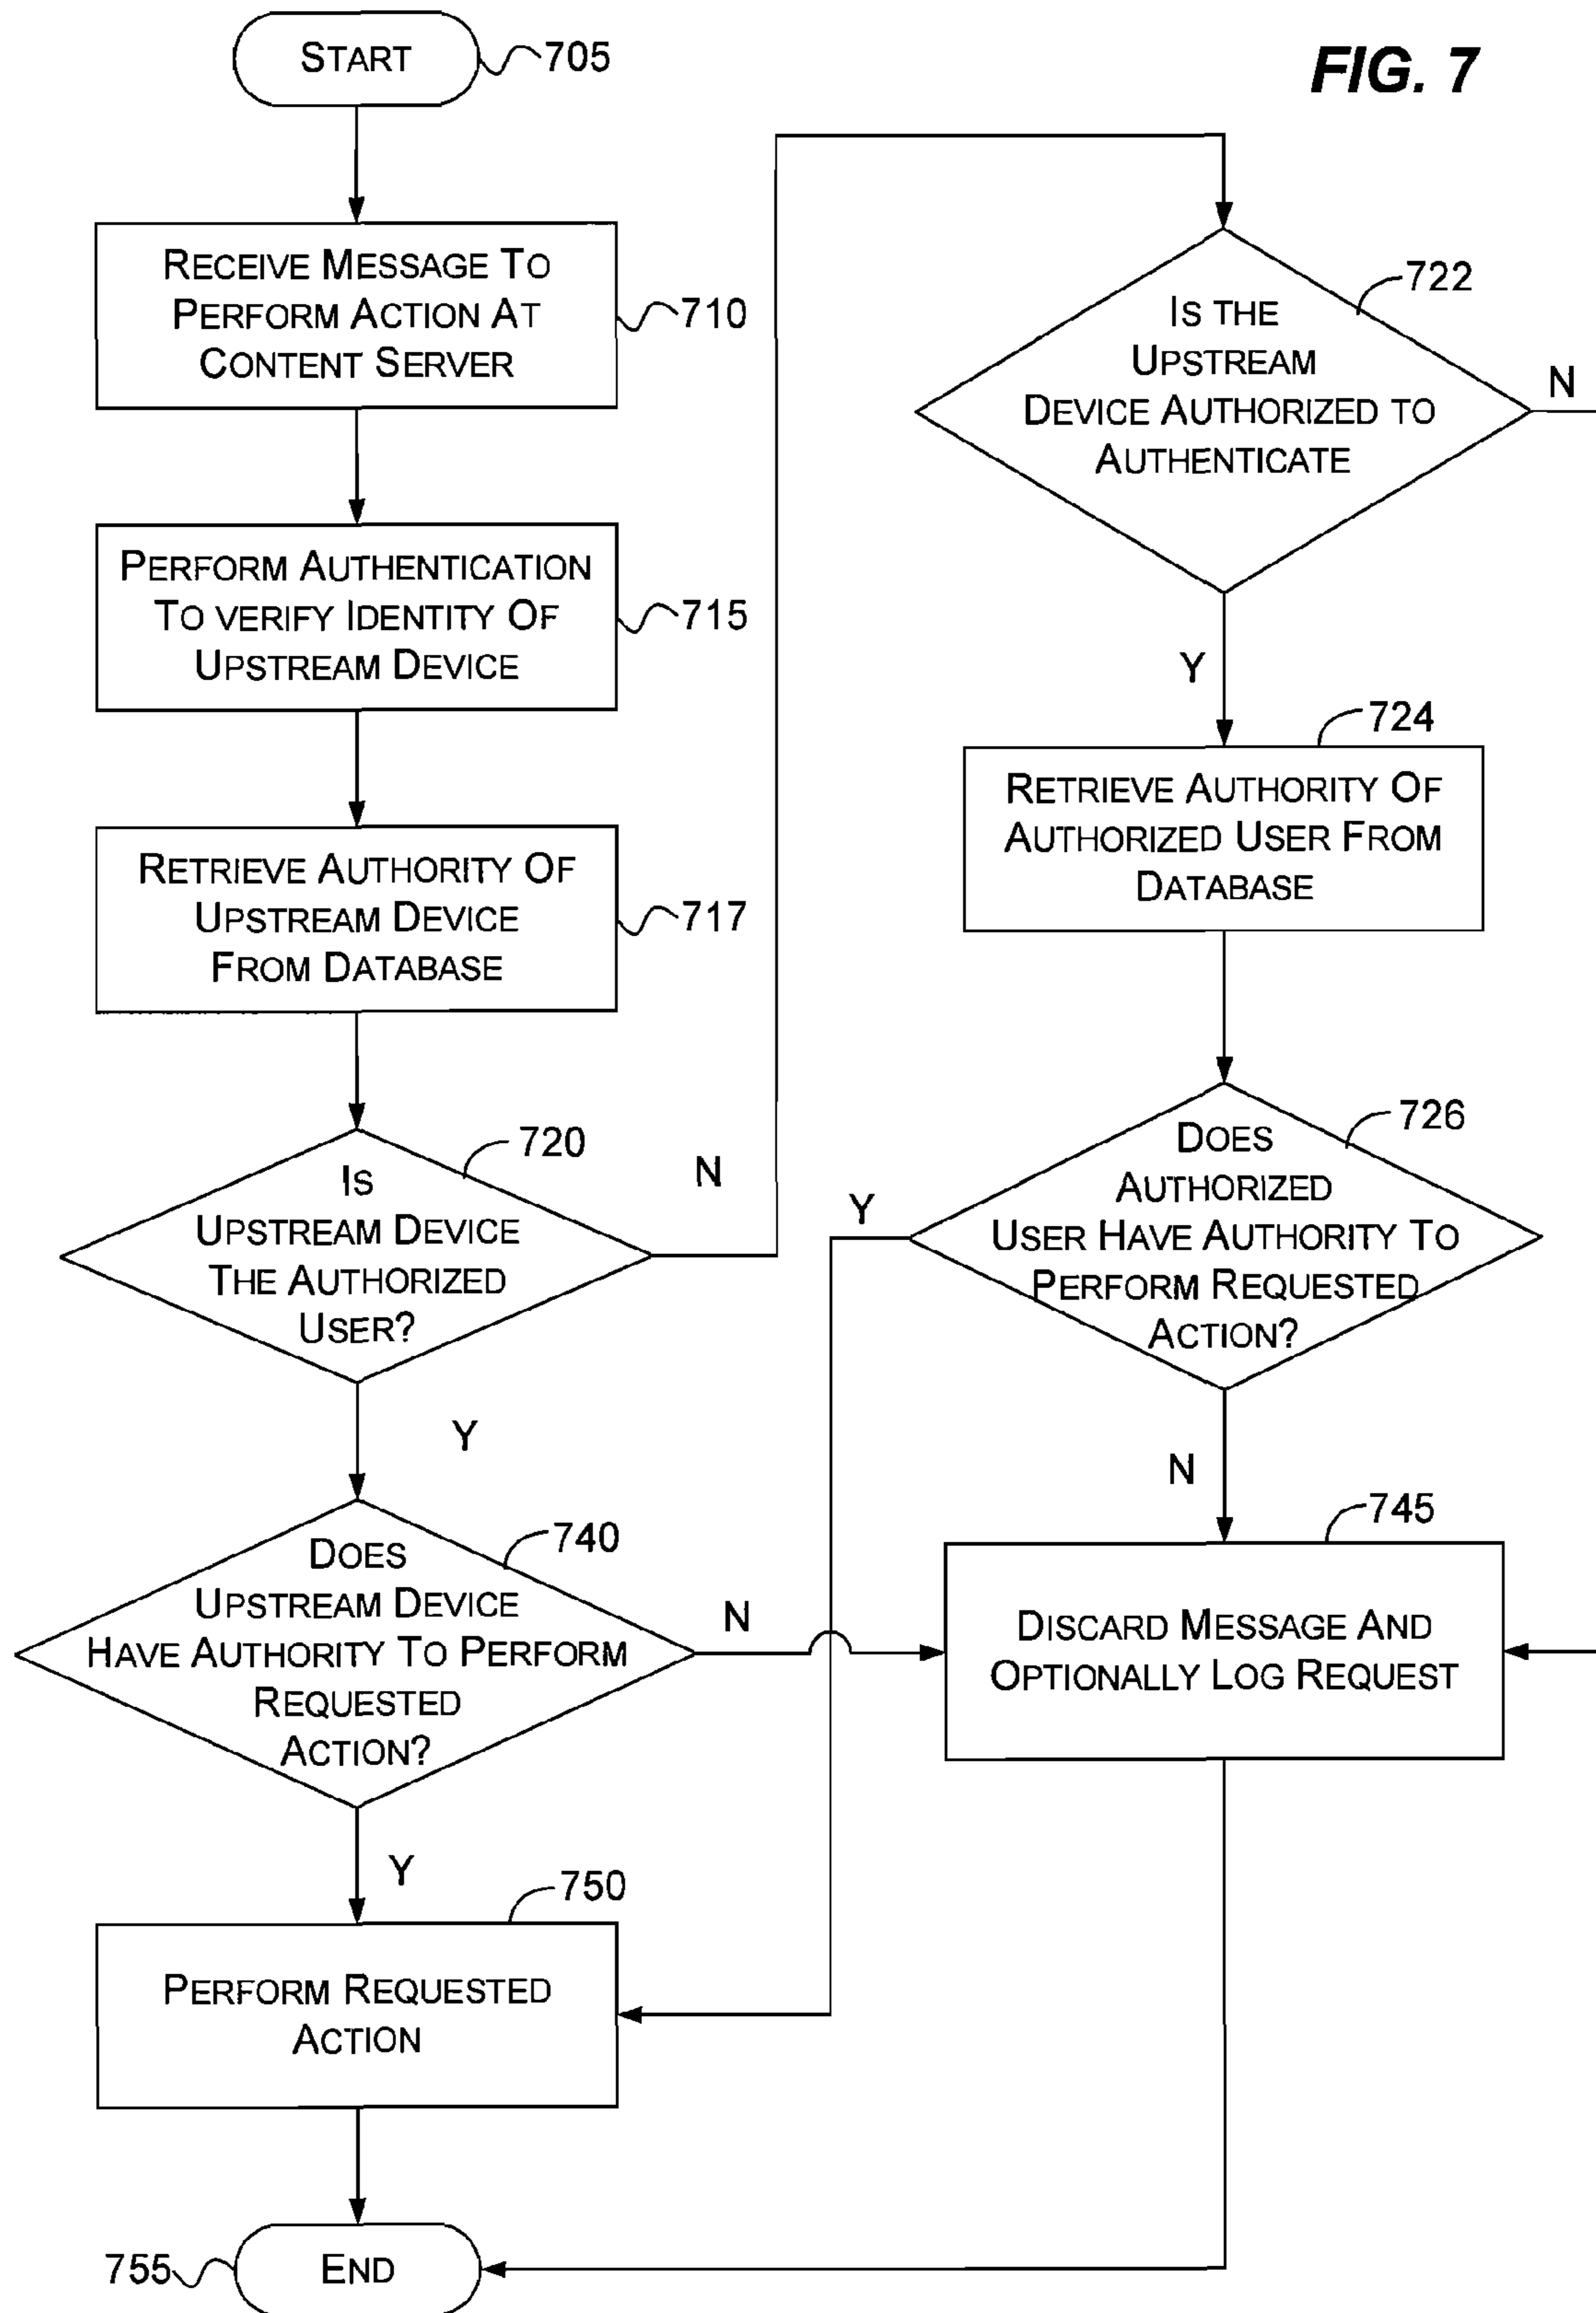 FIG. 7
START
705
RECEIVE MESSAGE TO
PERFORM ACTION AT
CONTENT SERVER
710
PERFORM AUTHENTICATION
TO VERIFY IDENTITY OF
UPSTREAM DEVICE
715
RETRIEVE AUTHORITY OF
UPSTREAM DEVICE
FROM DATABASE
717
IS
UPSTREAM DEVICE
THE AUTHORIZED
USER?
720
N
Y
DOES
UPSTREAM DEVICE
HAVE AUTHORITY TO PERFORM
REQUESTED
ACTION?
740
N
Y
PERFORM REQUESTED
ACTION
750
END
755
IS THE
UPSTREAM
DEVICE AUTHORIZED TO
AUTHENTICATE
722
N
Y
RETRIEVE AUTHORITY OF
AUTHORIZED USER FROM
DATABASE
724
DOES
AUTHORIZED
USER HAVE AUTHORITY TO
PERFORM REQUESTED
ACTION?
726
Y
N
DISCARD MESSAGE AND
OPTIONALLY LOG REQUEST
745